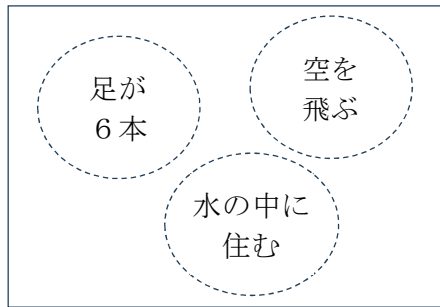 足が
６本
空を
飛ぶ
水の中に
住む